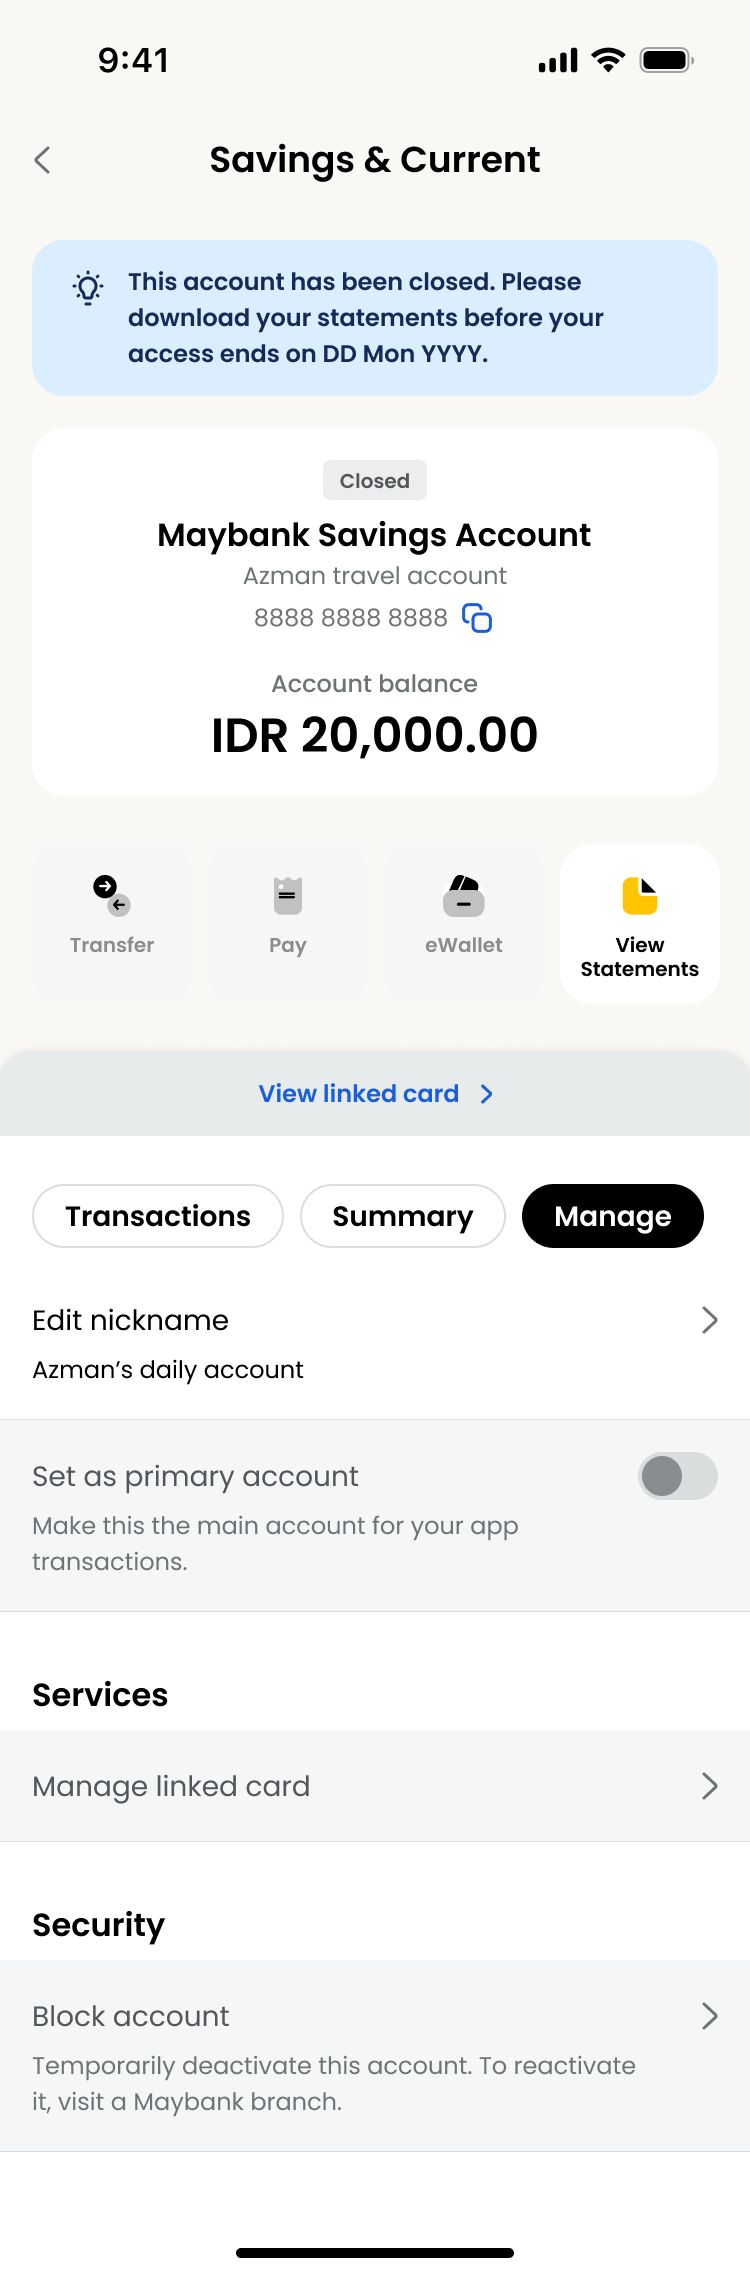 9:41
Savings & Current
This account has been closed. Please
download your statements before your
access ends on DD Mon YYYY.
Closed
Maybank Savings Account
Azman travel account
8888 8888 8888
Account balance
IDR 20,000.00
Transfer
Pay
eWallet
View
Statements
View linked card
Transactions
Summary
Manage
Edit nickname
Azman’s daily account
Set as primary account
Make this the main account for your app
transactions.
Services
Manage linked card
Security
Block account
Temporarily deactivate this account. To reactivate
it, visit a Maybank branch.